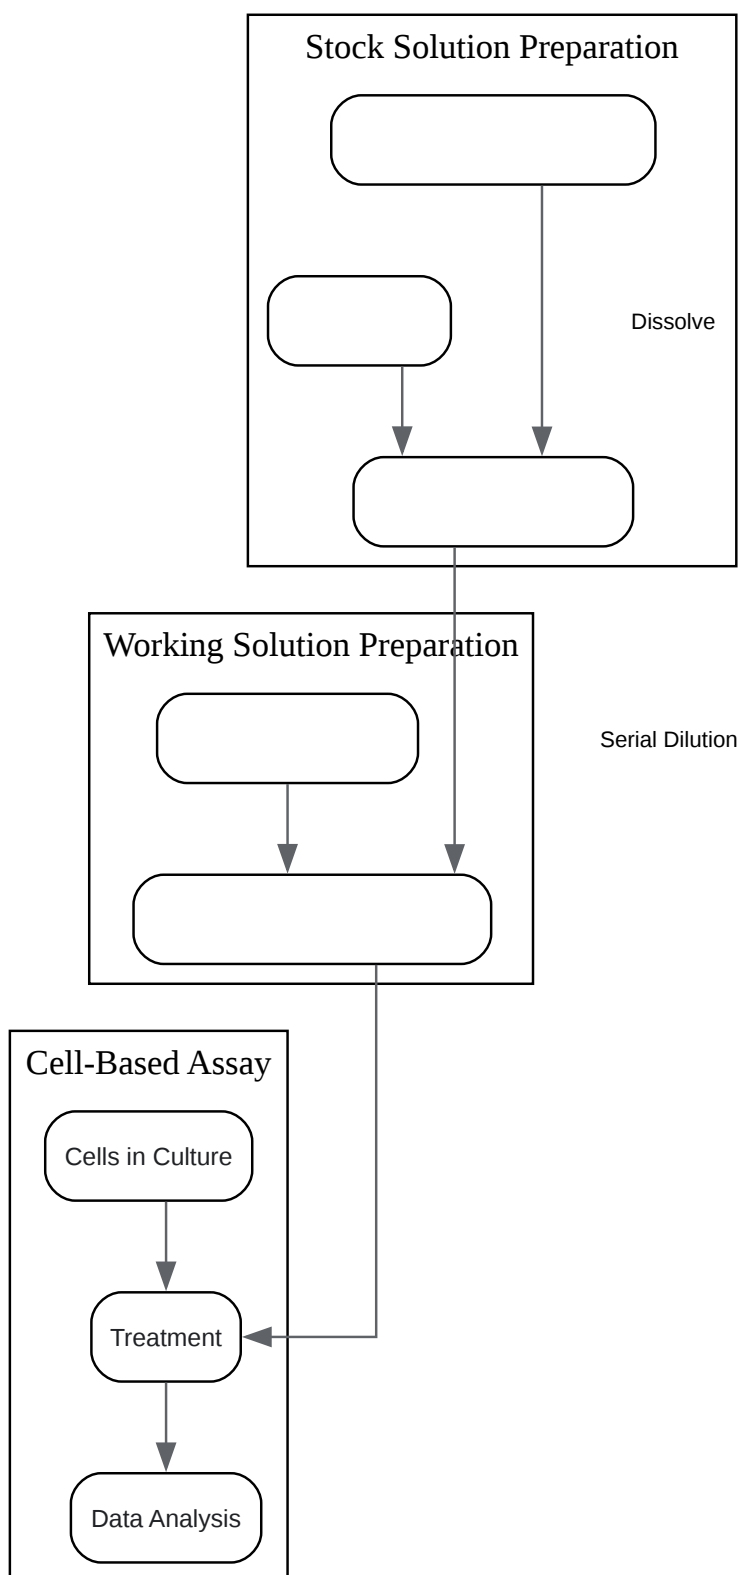 Stock Solution Preparation
Dissolve
Working Solution Preparation
Serial Dilution
Cell-Based Assay
Cells in Culture
Treatment
Data Analysis